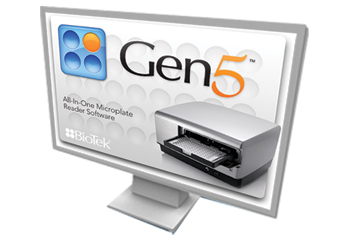 Gen5™
All-In-One Microplate
Reader Software
BioTek®